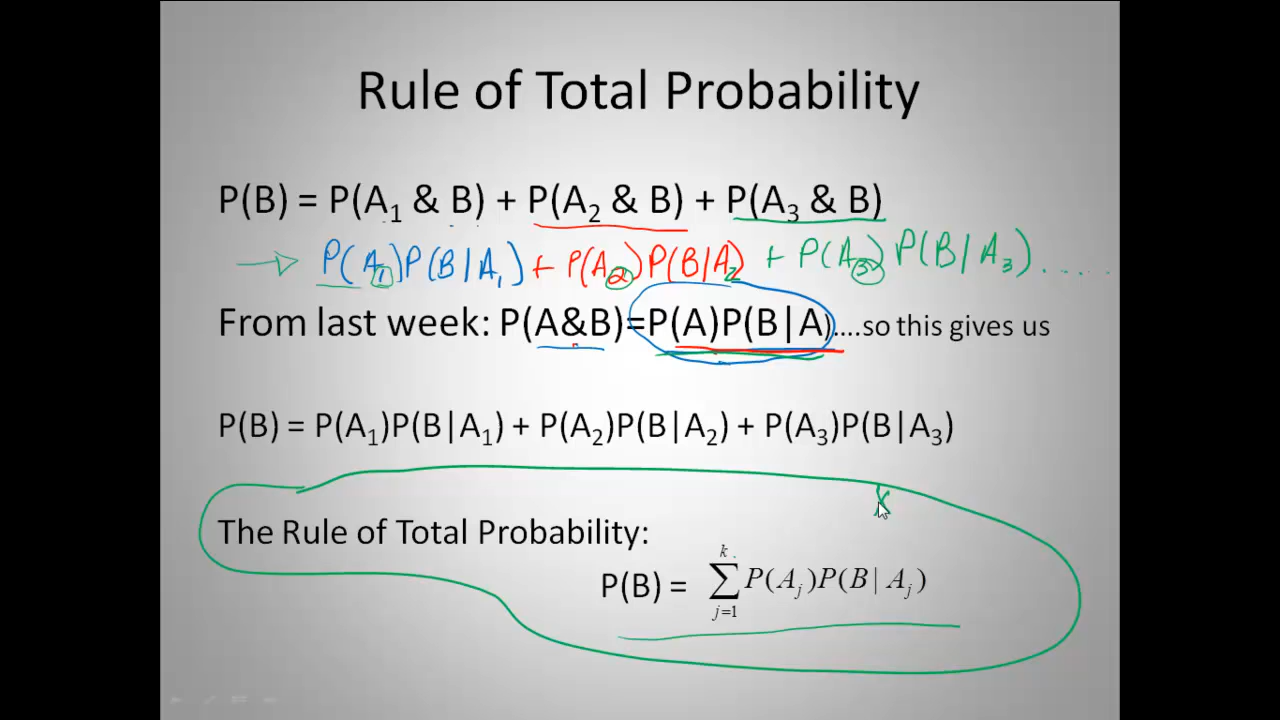 Rule of Total Probability
P(B) = P(A₁ & B) + P(A₂ & B) + P(A₃ & B)
→ P(A₁)P(B|A₁) + P(A₂)P(B|A₂) + P(A₃)P(B|A₃).....
From last week: P(A&B)=P(A)P(B|A)....so this gives us
P(B) = P(A₁)P(B|A₁) + P(A₂)P(B|A₂) + P(A₃)P(B|A₃)
The Rule of Total Probability:
P(B) = ∑_{j=1}^{k} P(A_j)P(B | A_j)